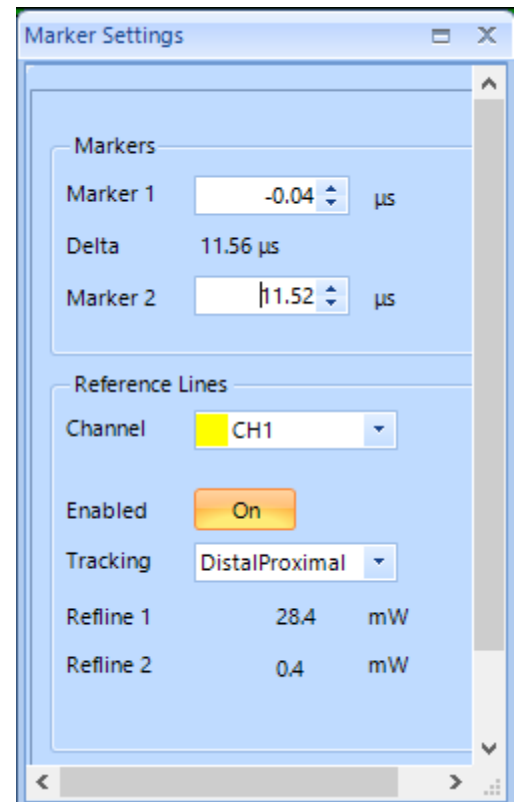 Marker Settings
Markers
Marker 1 -0.04 µs
Delta 11.56 µs
Marker 2 11.52 µs
Reference Lines
Channel CH1
Enabled On
Tracking DistalProximal
Refline 1 28.4 mW
Refline 2 0.4 mW